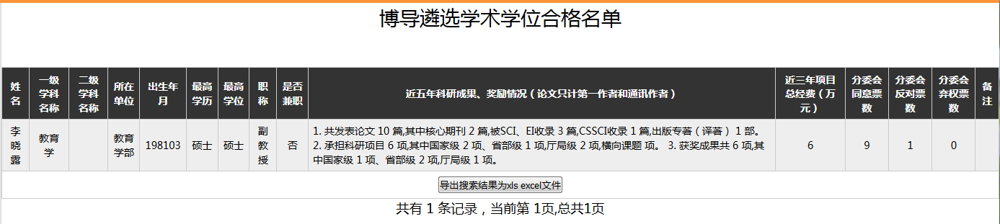 博导遴选学术学位合格名单
姓名
一级学科名称
二级学科名称
所在单位
出生年月
最高学历
最高学位
职称
是否兼职
近五年科研成果、奖励情况（论文只计第一作者和通讯作者）
近三年项目总经费（万元）
分委会同意票数
分委会反对票数
分委会弃权票数
备注
李晓露
教育学
教育学部
198103
硕士
硕士
副教授
否
1. 共发表论文 10 篇,其中核心期刊 2 篇,被SCI、EI收录 3 篇,CSSCI收录 1 篇,出版专著（译著） 1 部。
2. 承担科研项目 6 项,其中国家级 2 项、省部级 1 项,厅局级 2 项,横向课题 项。 3. 获奖成果共 6 项,其
中国家级 1 项、省部级 2 项,厅局级 1 项。
6
9
1
0
导出搜索结果为xls excel文件
共有 1 条记录，当前第 1页,总共1页